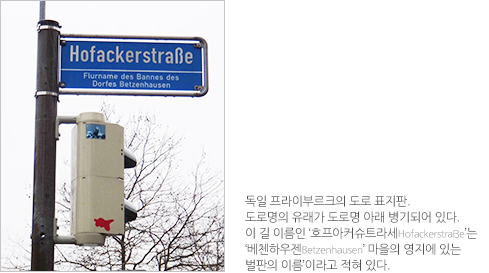 Hofackerstraße
Flurname des Bannes des
Dorfes Betzenhausen
독일 프라이부르크의 도로 표지판.
도로명의 유래가 도로명 아래 병기되어 있다.
이 길 이름인 ‘호프아커슈트라세Hofackerstraße’는
‘베첸하우젠Betzenhausen’ 마을의 영지에 있는
벌판의 이름’이라고 적혀 있다.